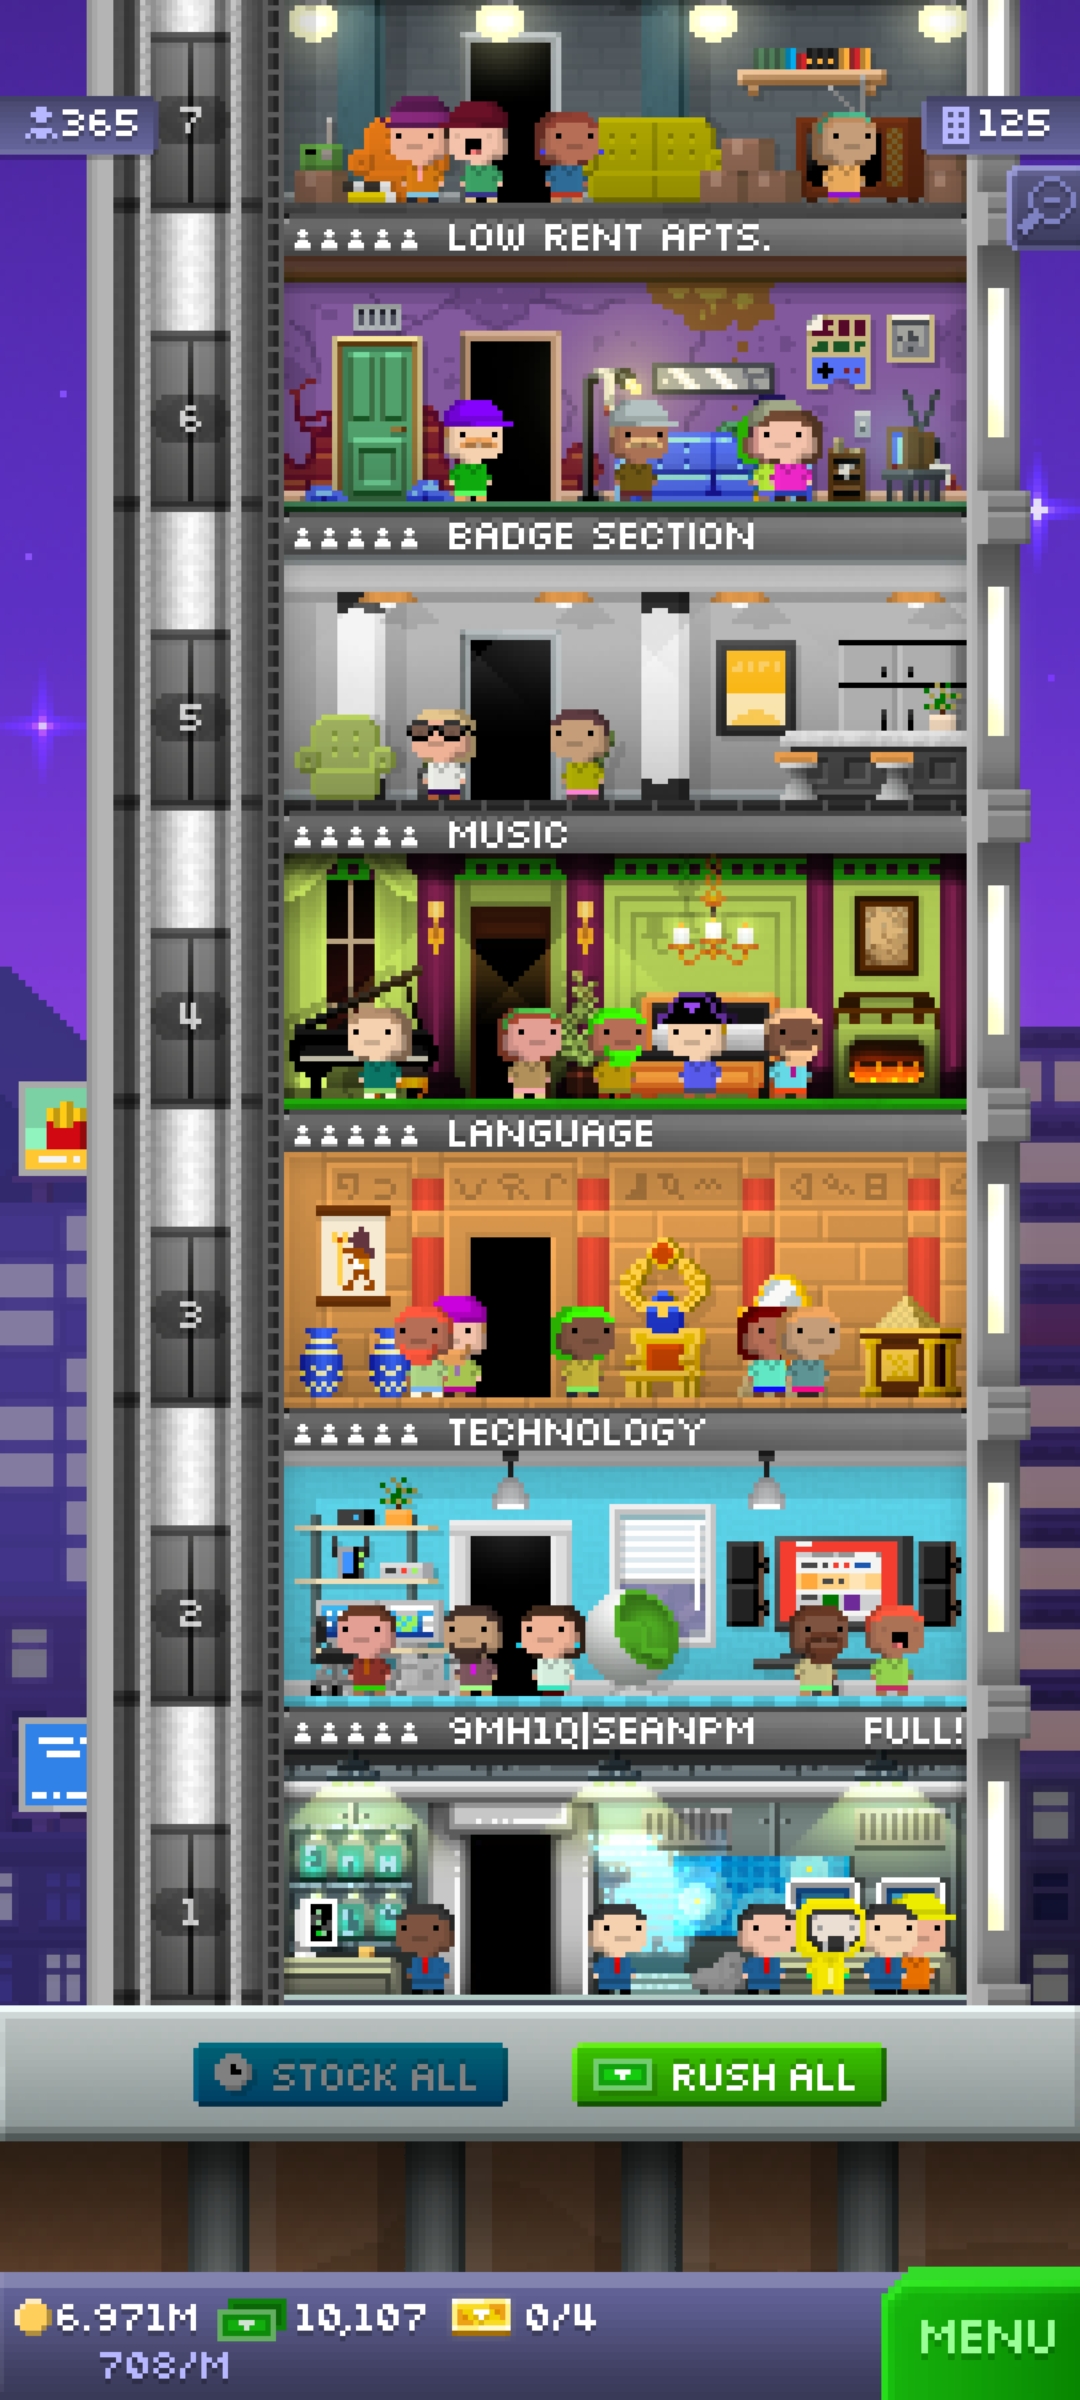 365
7
125
LOW RENT APTS.
6
BADGE SECTION
5
MUSIC
4
LANGUAGE
3
TECHNOLOGY
2
9MH1Q|SEANPM FULL!
1
STOCK ALL
RUSH ALL
6.971M 10,107 0/4
708/M
MENU